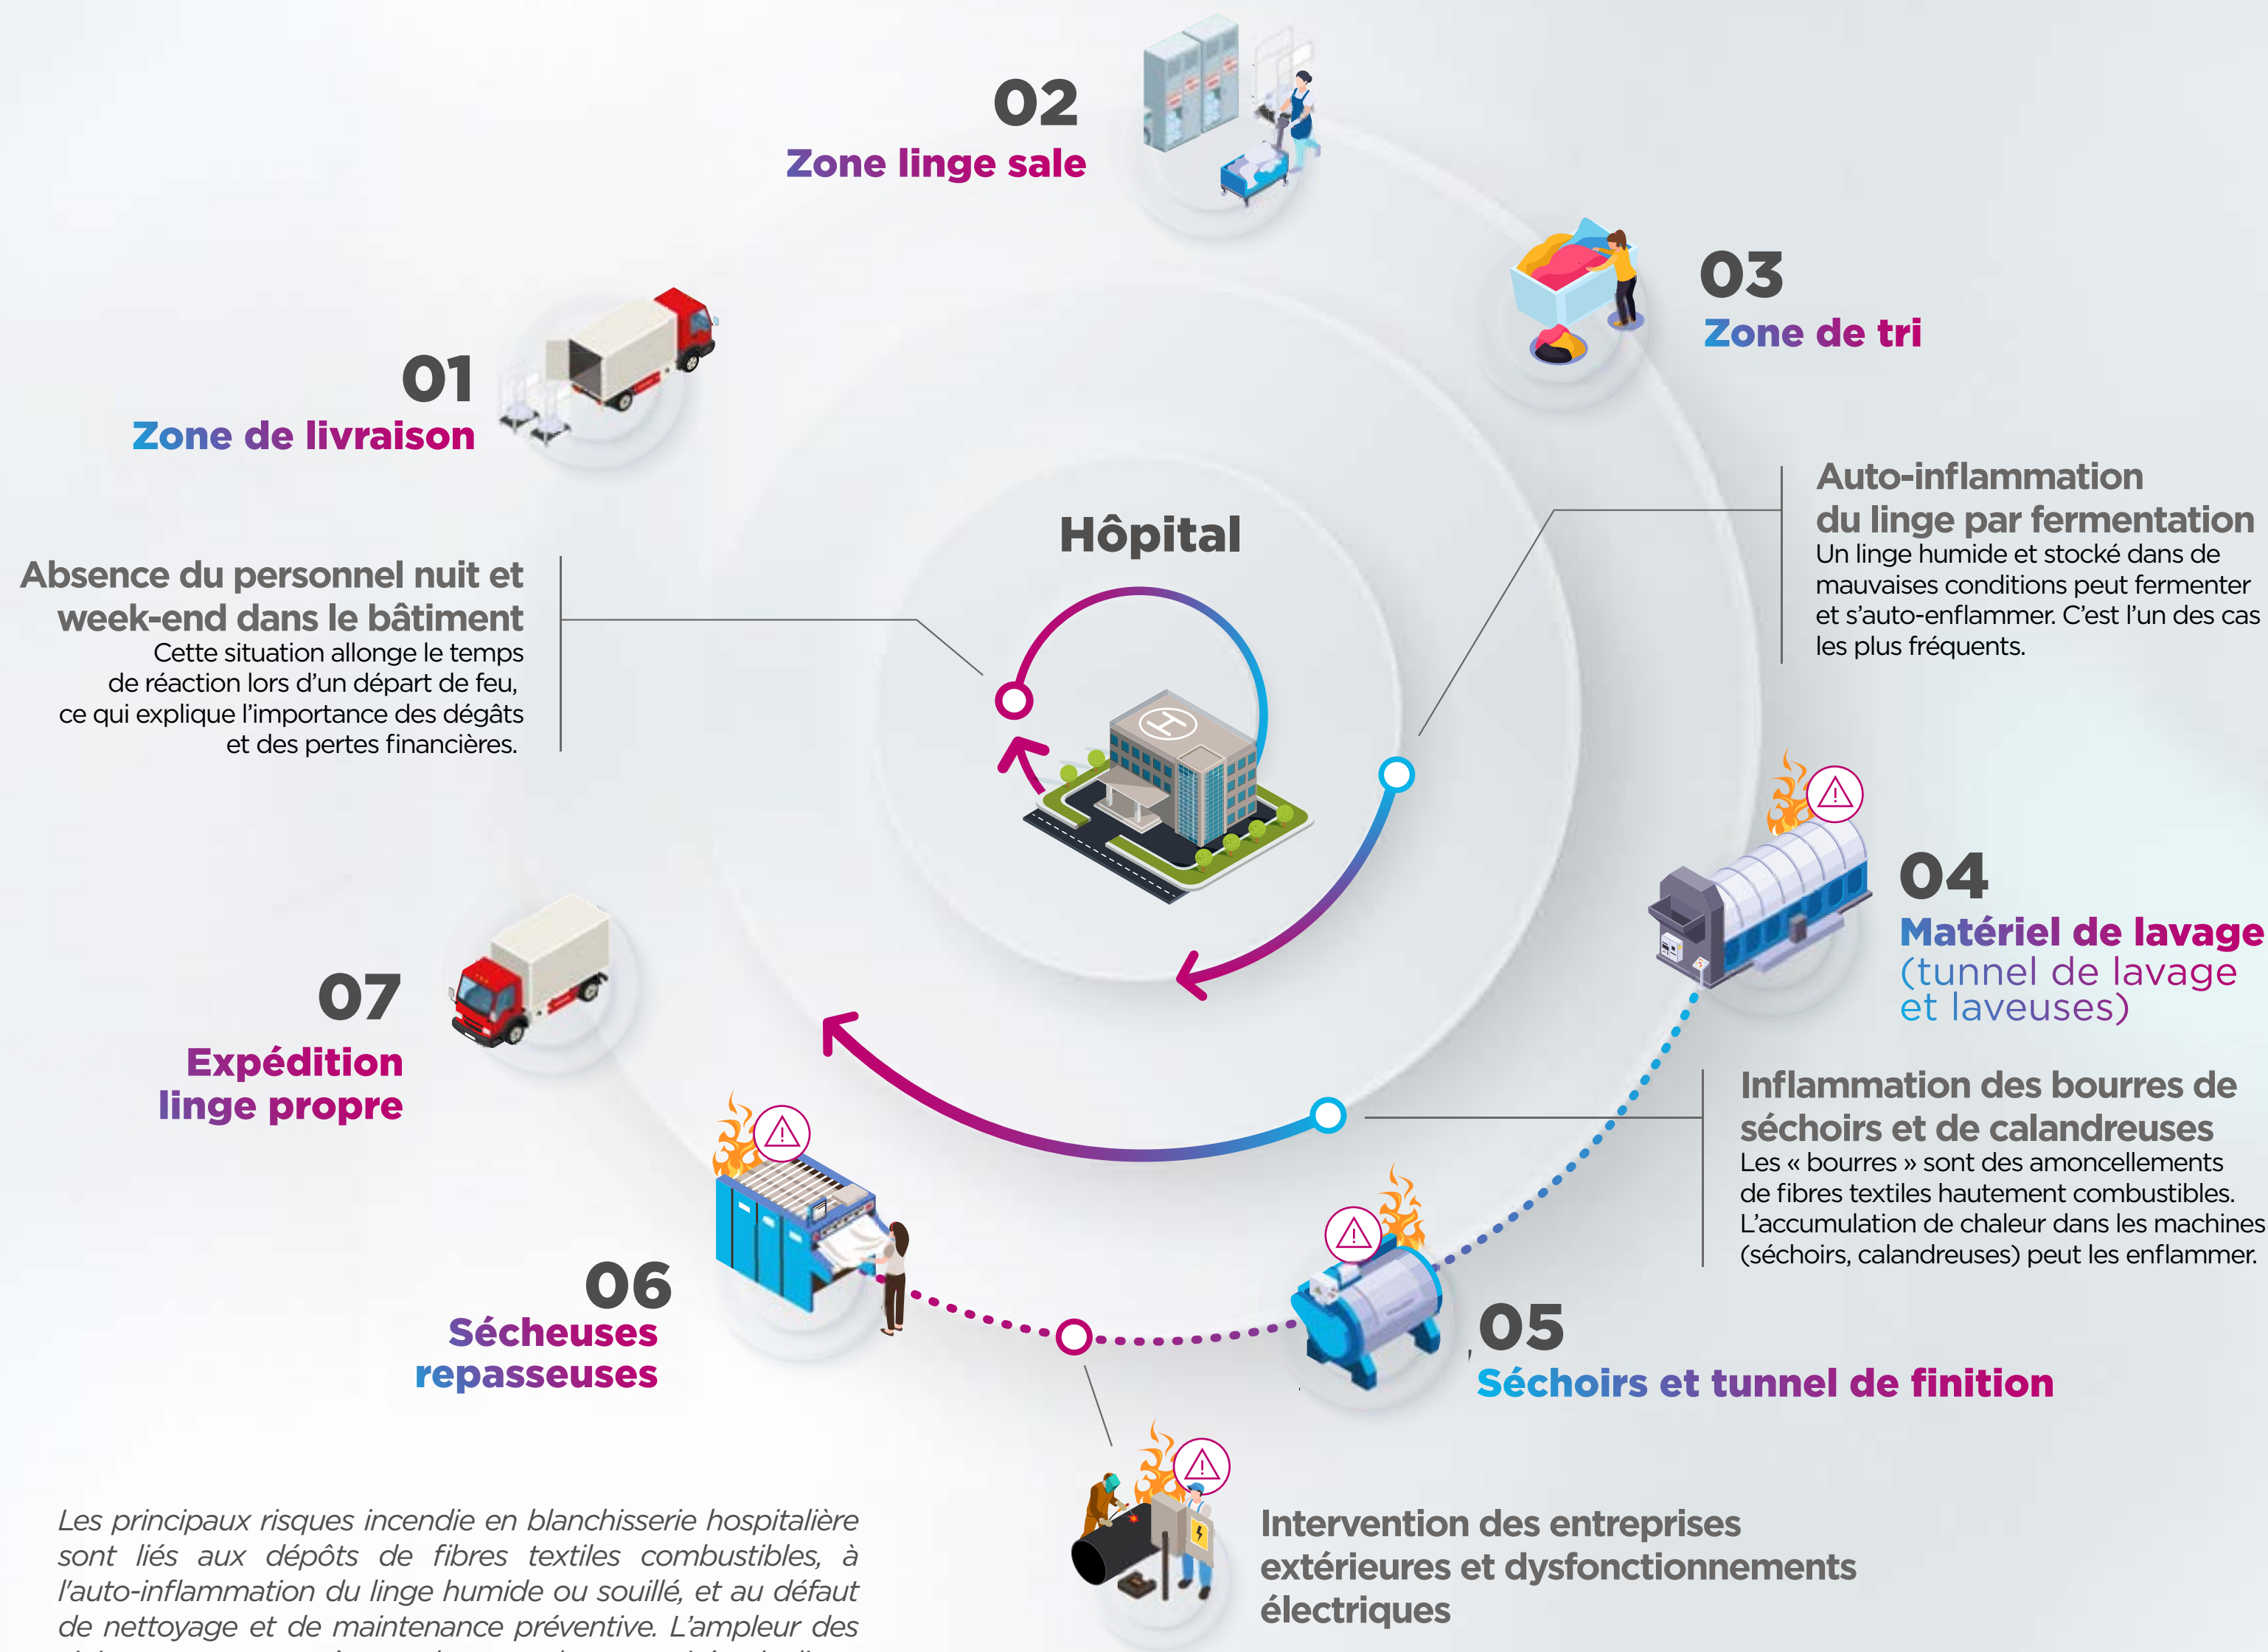 02
Zone linge sale
03
Zone de tri
01
Zone de livraison
Hôpital
H
Auto-inflammation
du linge par fermentation
Un linge humide et stocké dans de
mauvaises conditions peut fermenter
et s’auto-enflammer. C’est l’un des cas
les plus fréquents.
Absence du personnel nuit et
week-end dans le bâtiment
Cette situation allonge le temps
de réaction lors d’un départ de feu,
ce qui explique l’importance des dégâts
et des pertes financières.
04
Matériel de lavage
(tunnel de lavage
et laveuses)
07
Expédition
linge propre
Inflammation des bourres de
séchoirs et de calandreuses
Les « bourres » sont des amoncellements
de fibres textiles hautement combustibles.
L’accumulation de chaleur dans les machines
(séchoirs, calandreuses) peut les enflammer.
06
Sécheuses
repasseuses
05
Séchoirs et tunnel de finition
Intervention des entreprises
extérieures et dysfonctionnements
électriques
Les principaux risques incendie en blanchisserie hospitalière
sont liés aux dépôts de fibres textiles combustibles, à
l'auto-inflammation du linge humide ou souillé, et au défaut
de nettoyage et de maintenance préventive. L’ampleur des